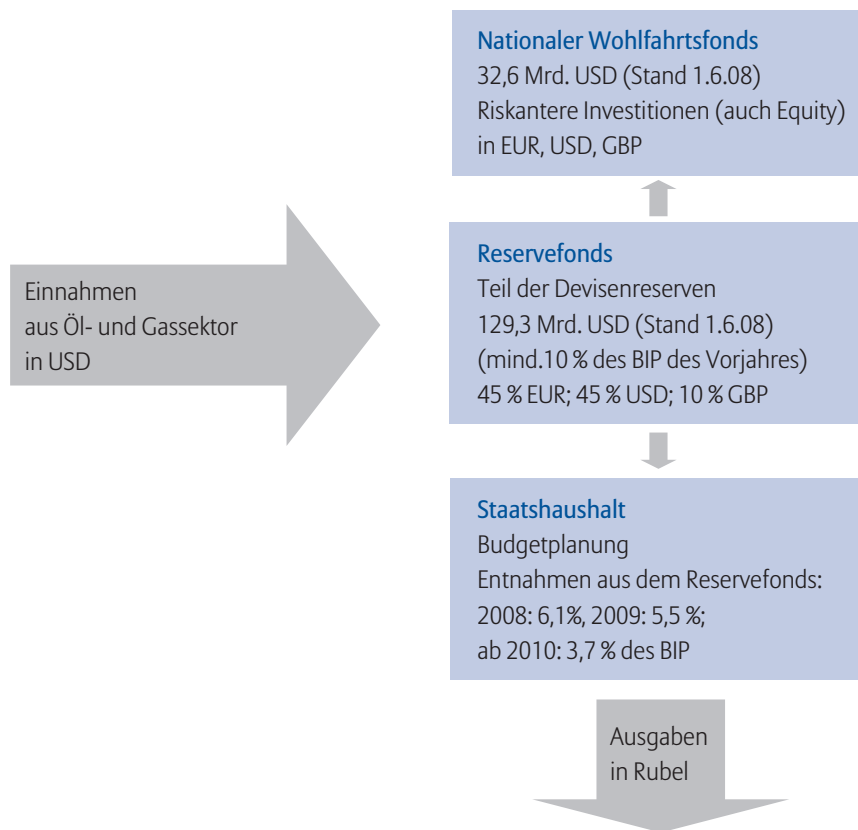 Nationaler Wohlfahrtsfonds
32,6 Mrd. USD (Stand 1.6.08)
Riskantere Investitionen (auch Equity)
in EUR, USD, GBP
Einnahmen
aus Öl- und Gassektor
in USD
Reservefonds
Teil der Devisenreserven
129,3 Mrd. USD (Stand 1.6.08)
(mind.10 % des BIP des Vorjahres)
45 % EUR; 45 % USD; 10 % GBP
Staatshaushalt
Budgetplanung
Entnahmen aus dem Reservefonds:
2008: 6,1%, 2009: 5,5 %;
ab 2010: 3,7 % des BIP
Ausgaben
in Rubel